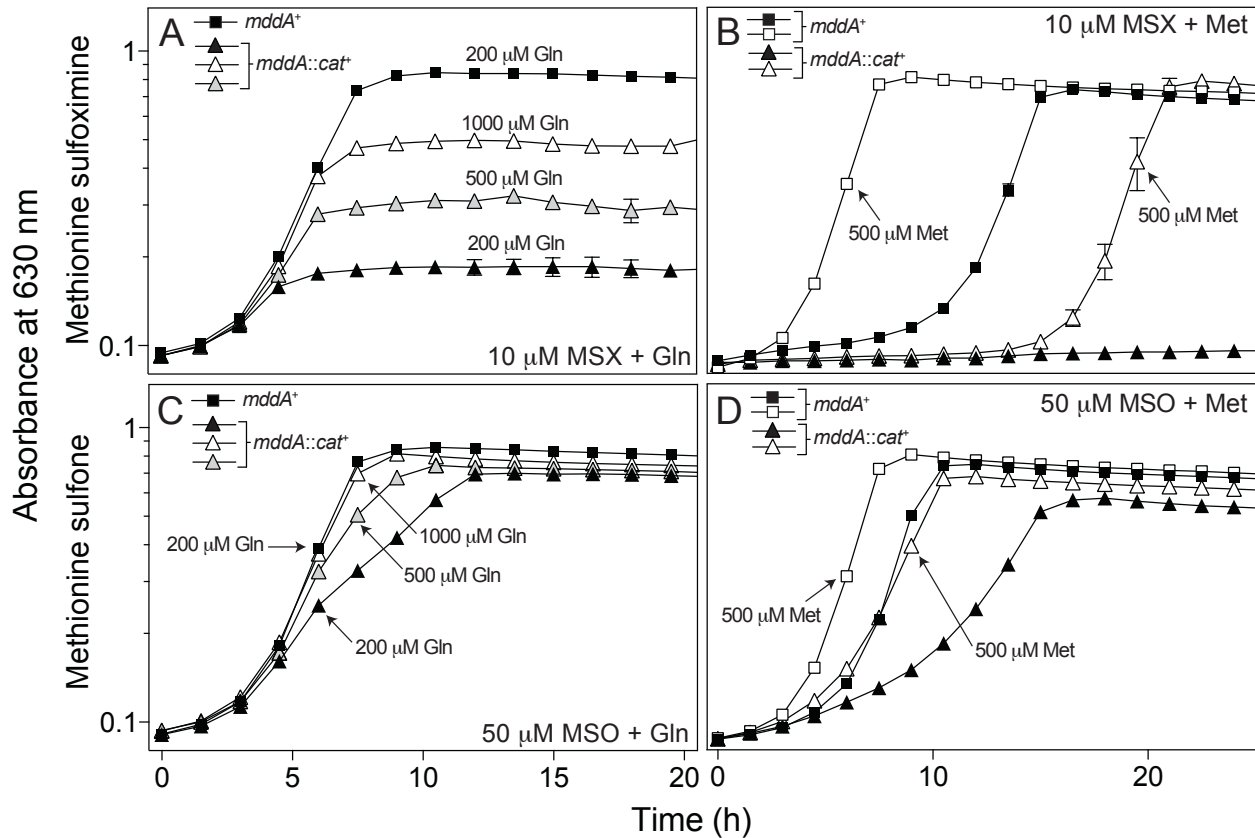 Absorbance at 630 nm
Methionine sulfoximine
Methionine sulfone
A
mddA⁺
mddA::cat⁺
200 μM Gln
1000 μM Gln
500 μM Gln
200 μM Gln
10 μM MSX + Gln
1
0.1
B
mddA⁺
mddA::cat⁺
10 μM MSX + Met
500 μM Met
500 μM Met
C
mddA⁺
mddA::cat⁺
200 μM Gln
1000 μM Gln
500 μM Gln
200 μM Gln
50 μM MSO + Gln
1
0.1
0 5 10 15 20
D
mddA⁺
mddA::cat⁺
50 μM MSO + Met
500 μM Met
500 μM Met
0 10 20
Time (h)